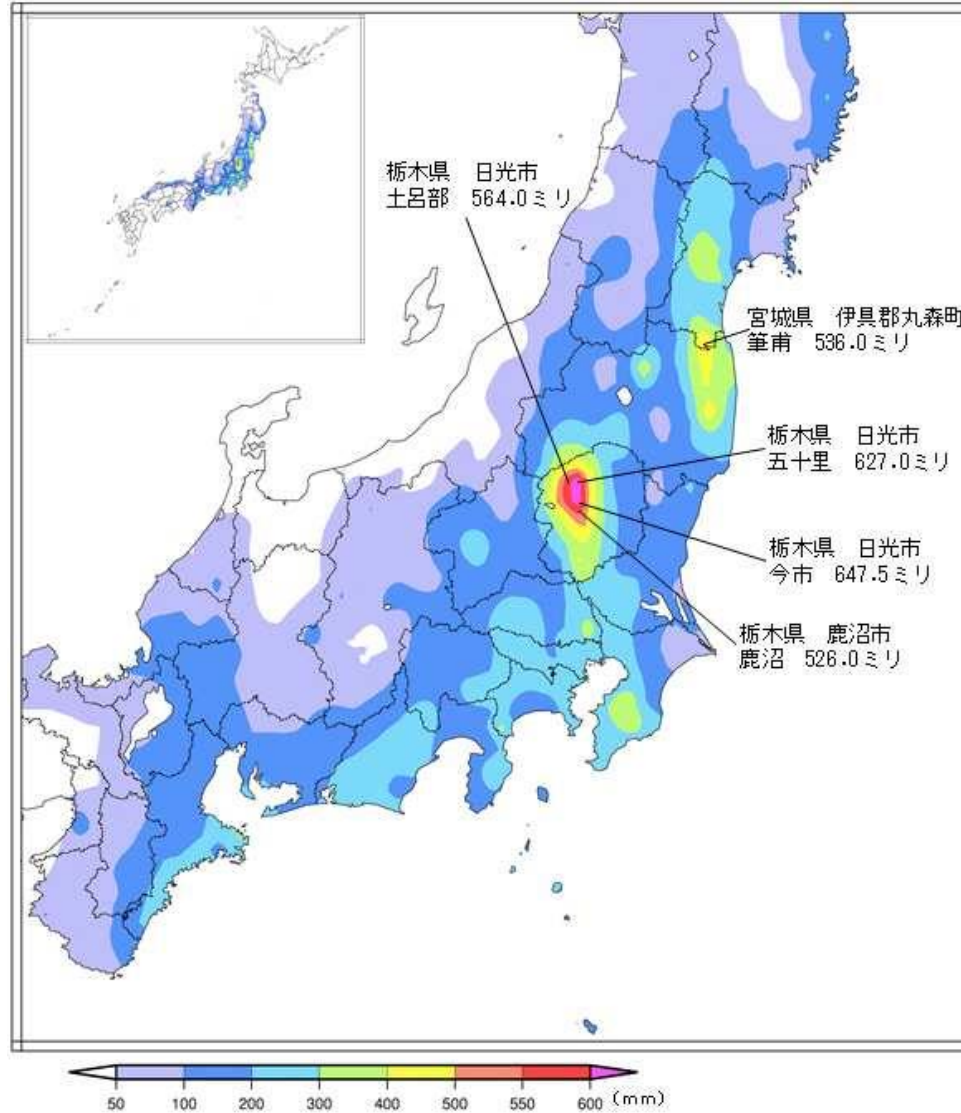 栃木県 日光市
土呂部 564.0ミリ
宮城県 伊具郡丸森町
筆甫 536.0ミリ
栃木県 日光市
五十里 627.0ミリ
栃木県 日光市
今市 647.5ミリ
栃木県 鹿沼市
鹿沼 526.0ミリ
50 100 200 300 400 500 550 600 (mm)